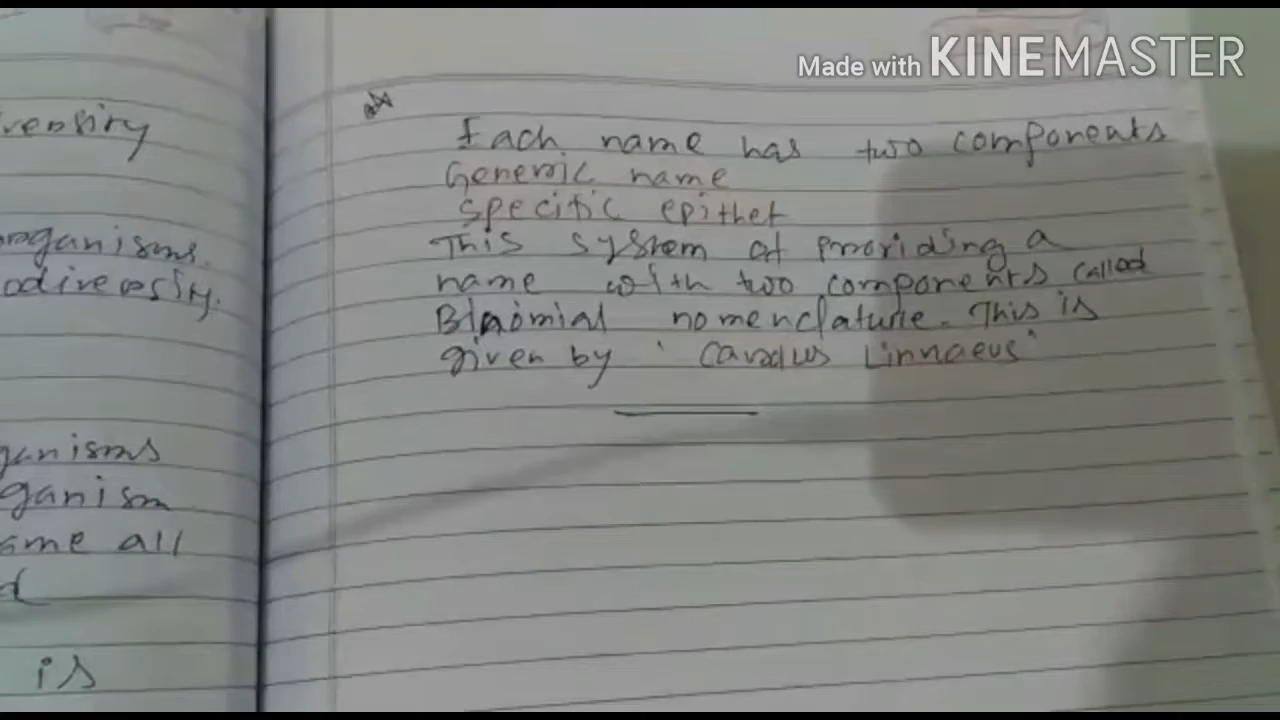 Made with KINEMASTER
versity
organisms.
odiversity.
ganisms
ganism
ame all
d
is
Each name has two components
Generic name
specific epithet
This system of providing a
name with two components called
Binomial nomenclature. This is
given by ' Carolus Linnaeus'